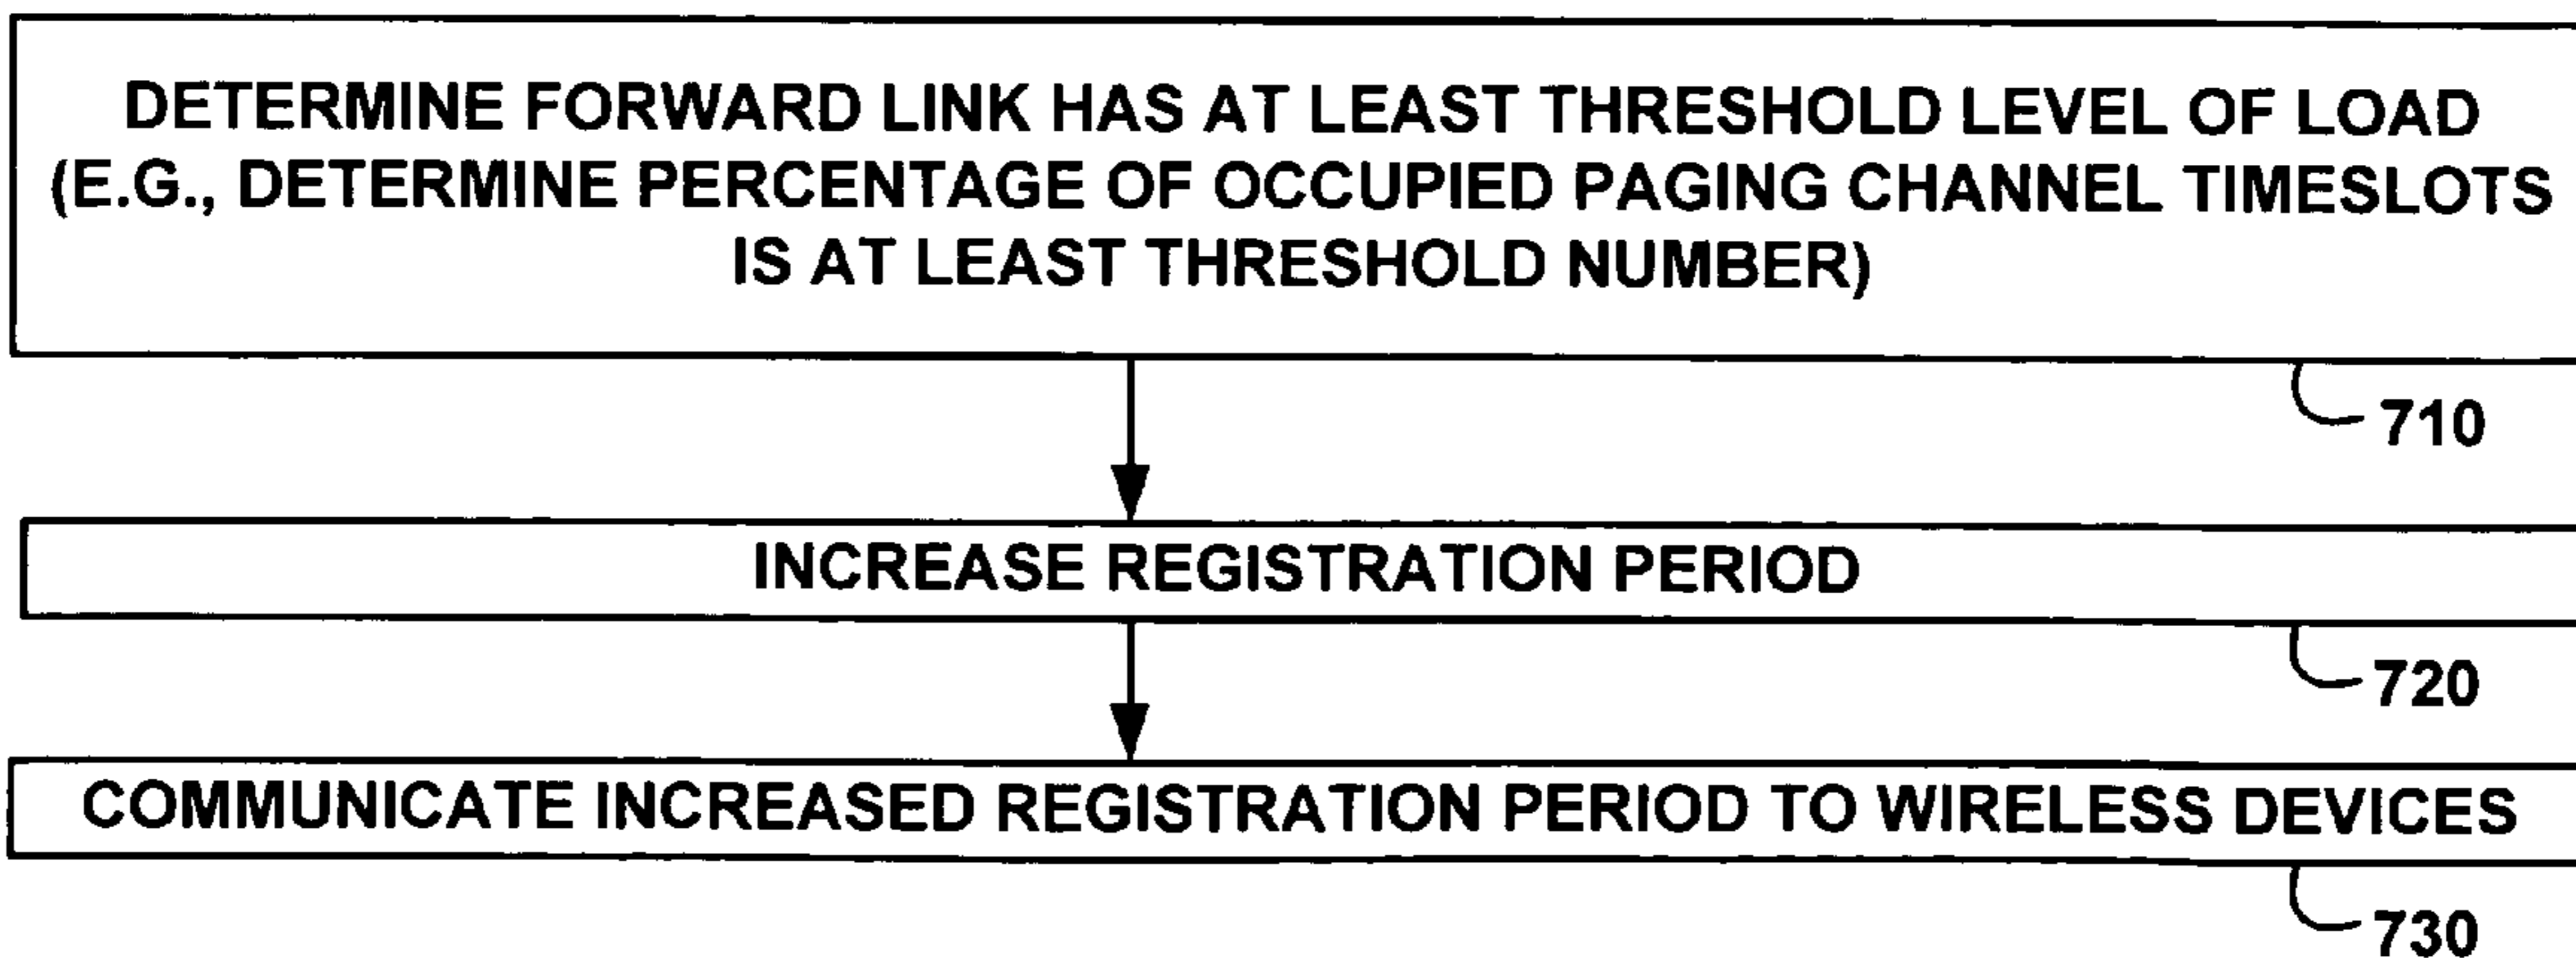 DETERMINE FORWARD LINK HAS AT LEAST THRESHOLD LEVEL OF LOAD
(E.G., DETERMINE PERCENTAGE OF OCCUPIED PAGING CHANNEL TIMESLOTS
IS AT LEAST THRESHOLD NUMBER)
710
INCREASE REGISTRATION PERIOD
720
COMMUNICATE INCREASED REGISTRATION PERIOD TO WIRELESS DEVICES
730